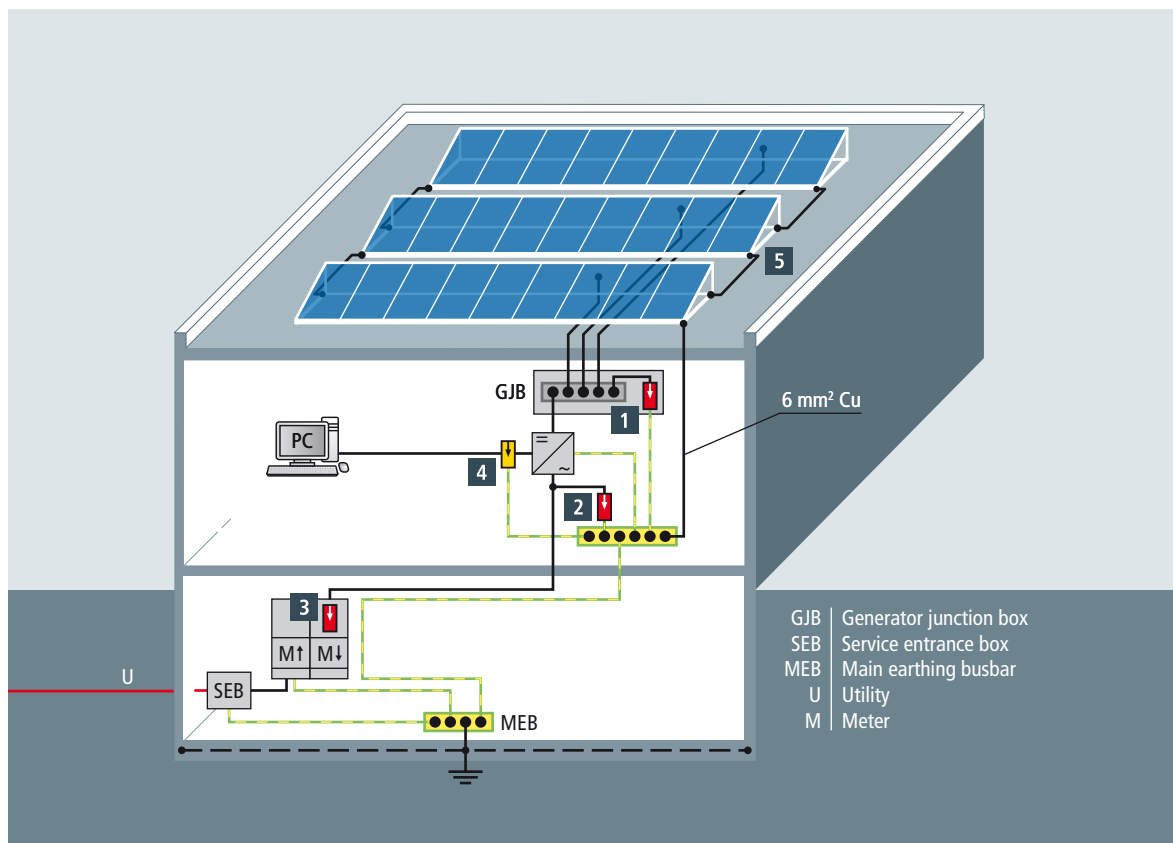 5
GJB
1
6 mm² Cu
PC
4
2
3
M↑ M↓
U
SEB
MEB
GJB Generator junction box
SEB Service entrance box
MEB Main earthing busbar
U Utility
M Meter